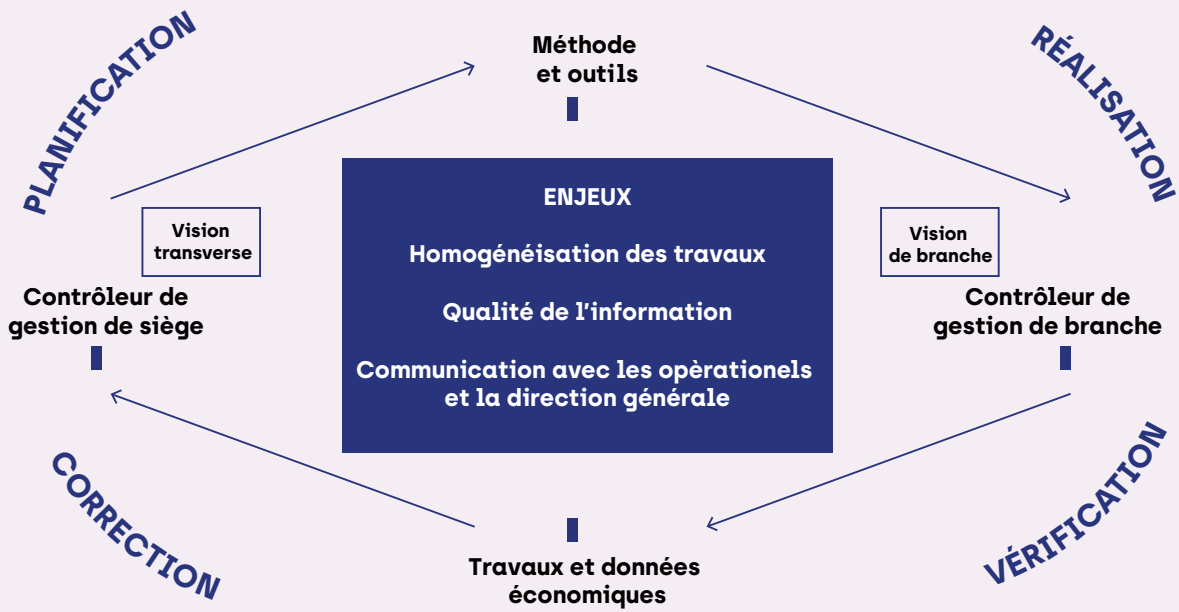 PLANIFICATION
Méthode
et outils
RÉALISATION
Vision
transverse
ENJEUX
Homogénéisation des travaux
Qualité de l'information
Communication avec les opèrationels
et la direction générale
Vision
de branche
Contrôleur de
gestion de siège
Contrôleur de
gestion de branche
CORRECTION
Travaux et données
économiques
VÉRIFICATION